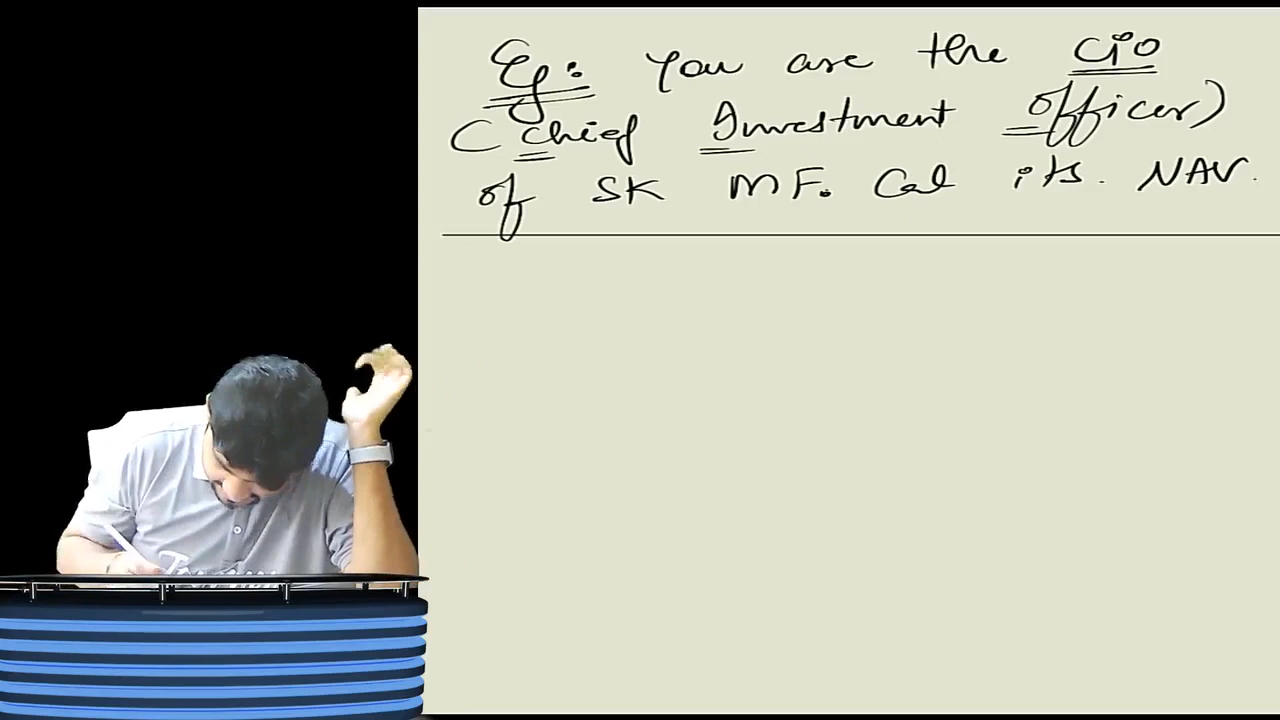 Eg: You are the CIO
(Chief Investment Officer)
of SK MF. Cal its. NAV.